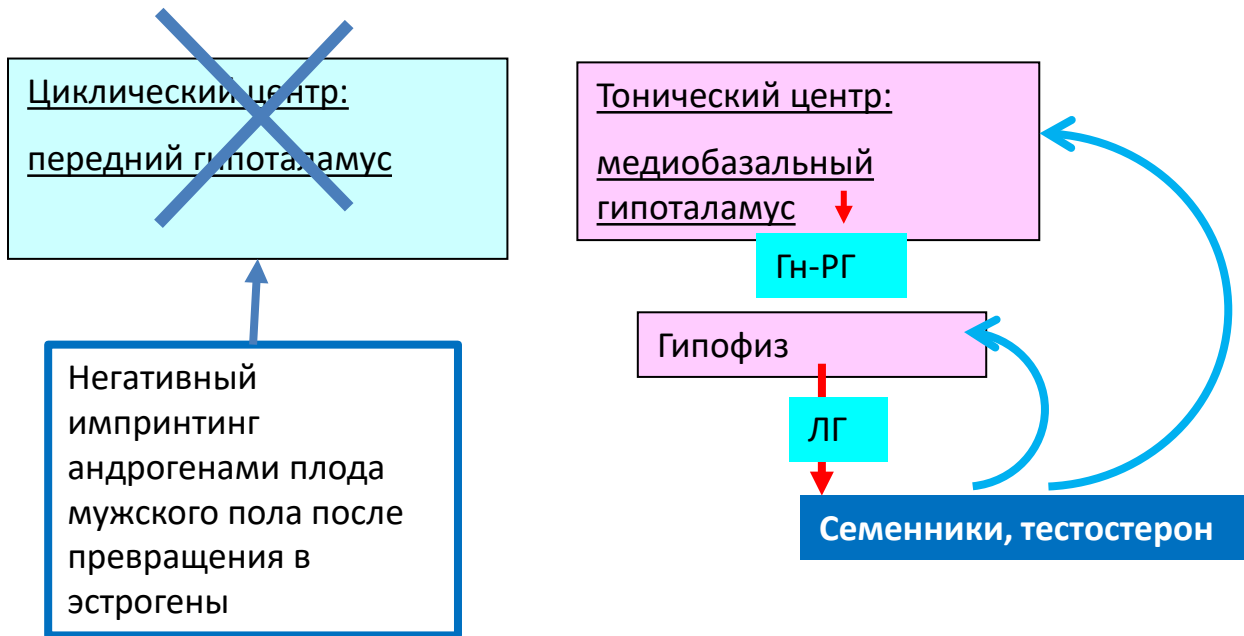 Циклический центр:
передний гипоталамус
Негативный
импринтинг
андрогенами плода
мужского пола после
превращения в
эстрогены
Тонический центр:
медиобазальный
гипоталамус
Гн-РГ
Гипофиз
ЛГ
Семенники, тестостерон